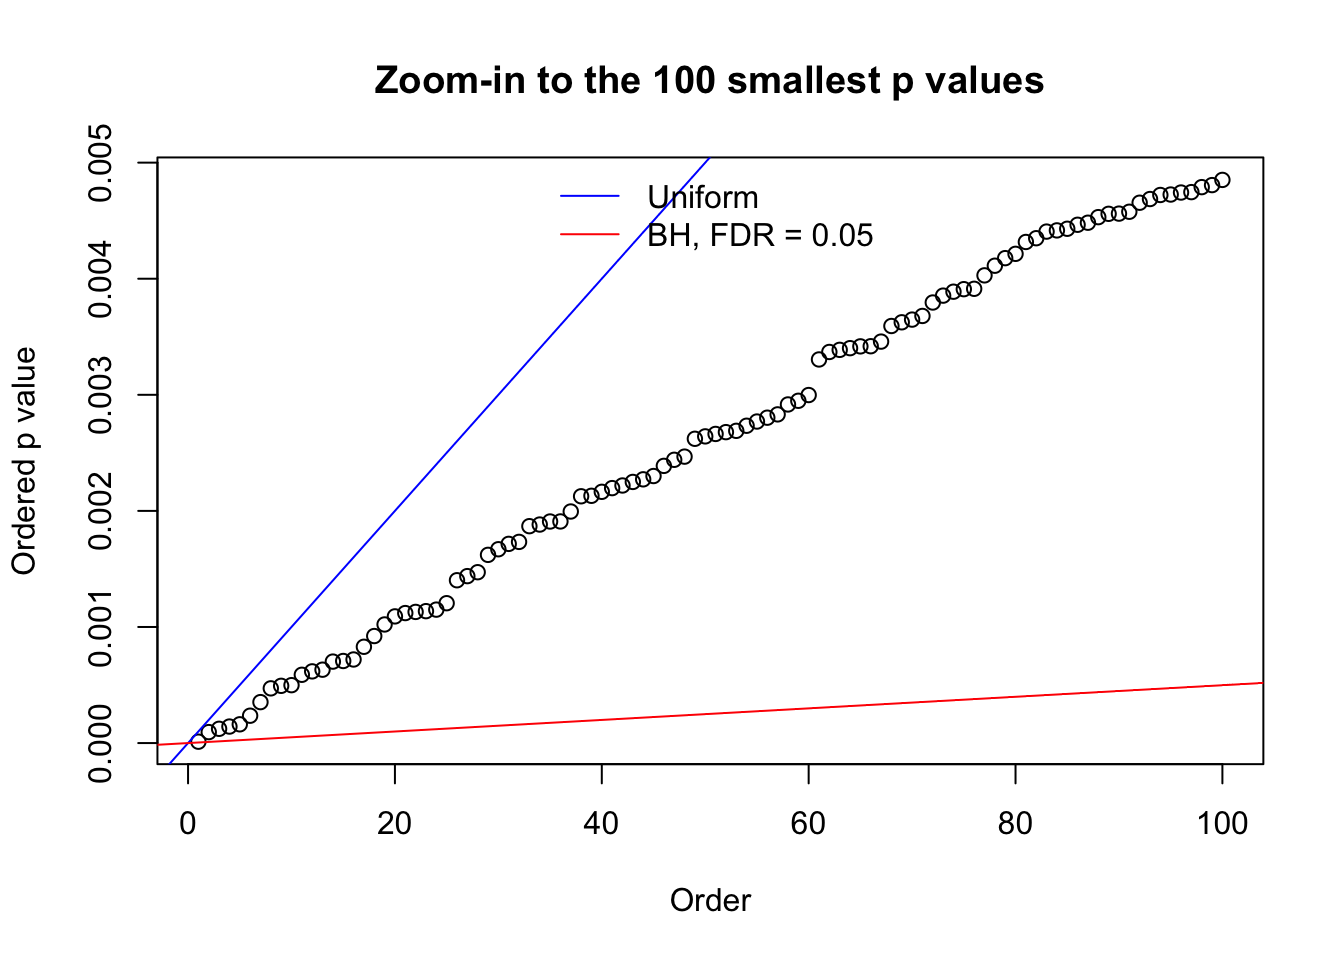 Zoom-in to the 100 smallest p values
Uniform
BH, FDR = 0.05
Ordered p value
0.005
0.004
0.003
0.002
0.001
0.000
0 20 40 60 80 100
Order